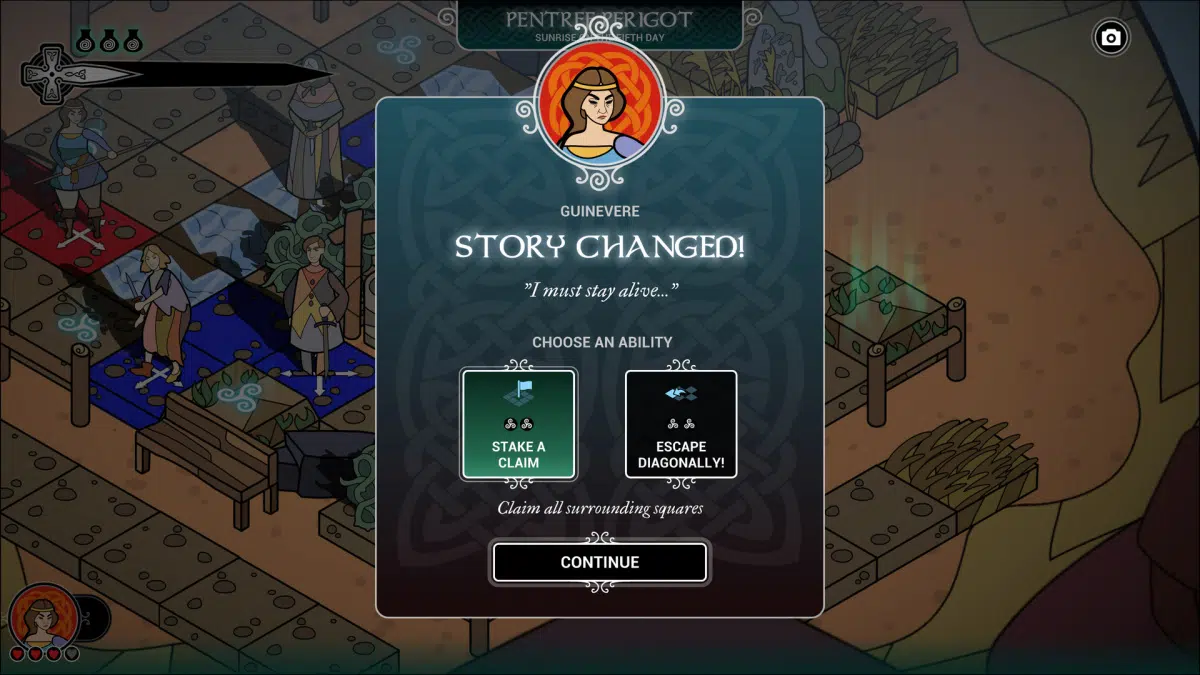 PENTREF PERIGOT
SUNRISE FIFTH DAY
GUINEVERE
STORY CHANGED!
"I must stay alive..."
CHOOSE AN ABILITY
STAKE A
CLAIM
ESCAPE
DIAGONALLY!
Claim all surrounding squares
CONTINUE